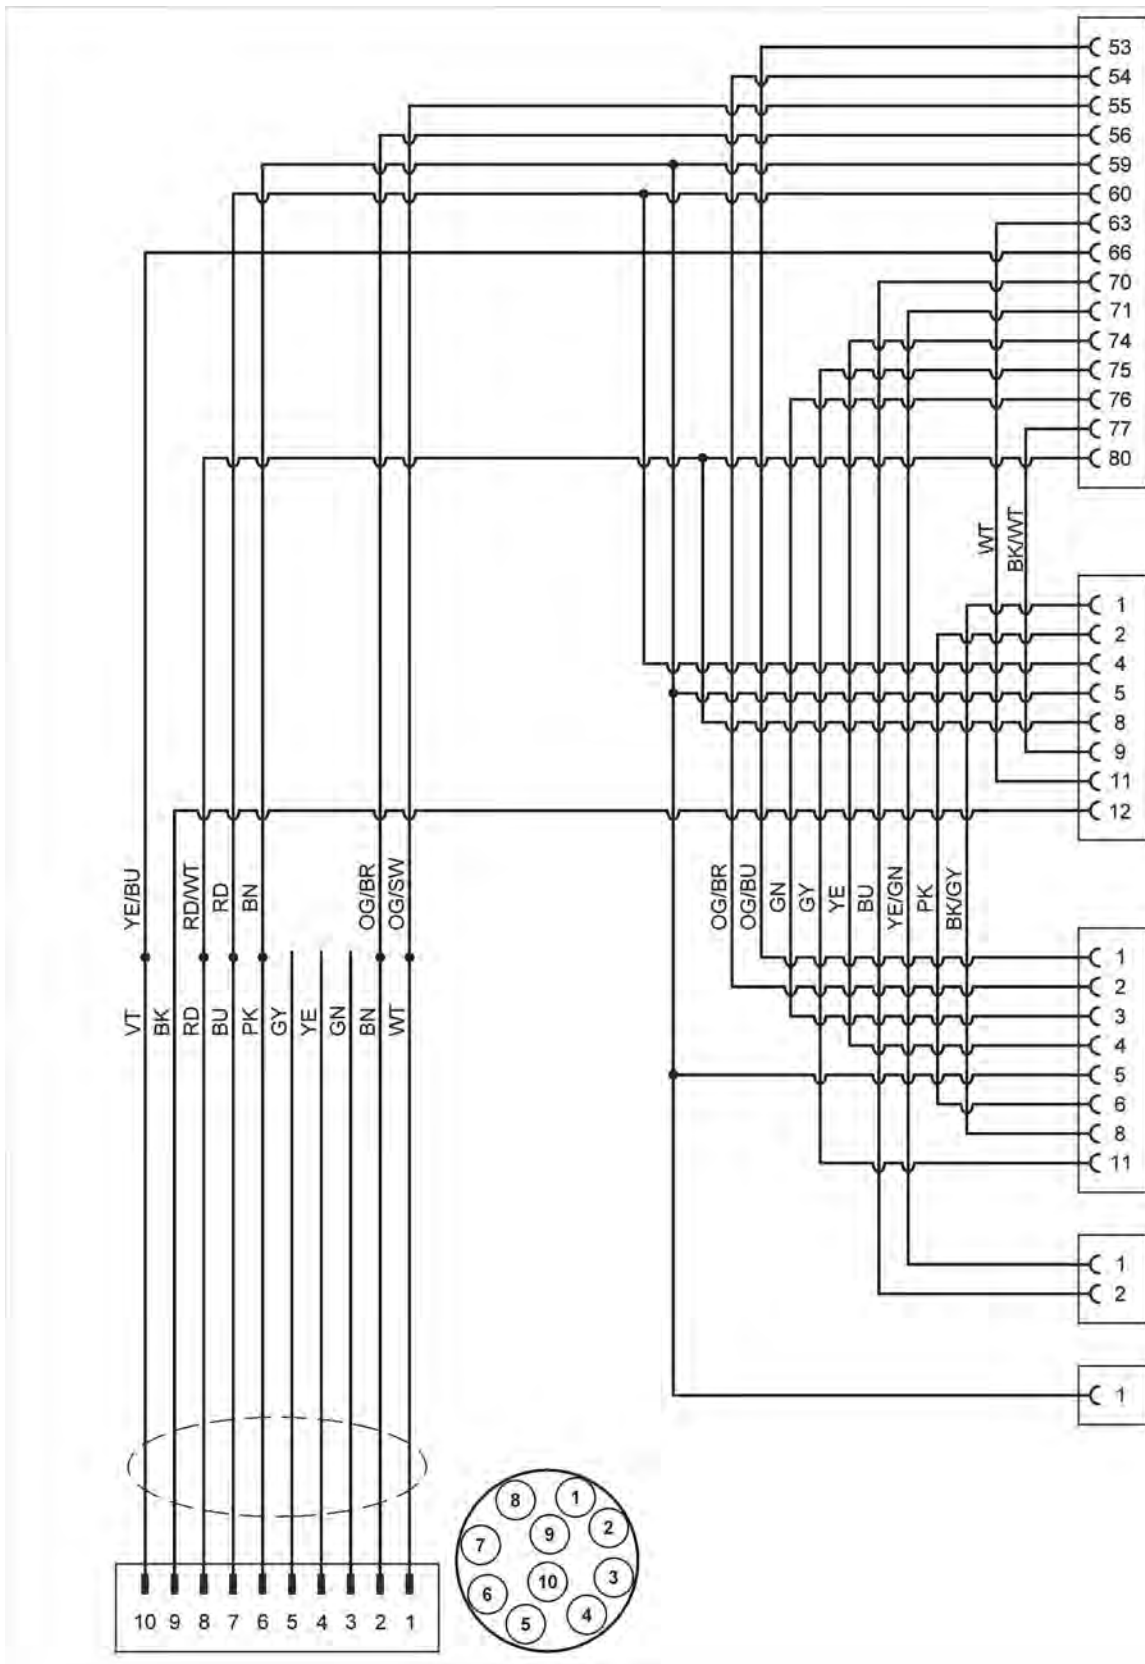 53
54
55
56
59
60
63
66
70
71
74
75
76
77
80
WT
BK/WT
1
2
4
5
8
9
11
12
YE/BU
RD/WT
RD
BN
OG/BR
OG/SW
OG/BR
OG/BU
GN
GY
YE
BU
YE/GN
PK
BK/GY
VT
BK
RD
BU
PK
GY
YE
GN
BN
WT
1
2
3
4
5
6
8
11
1
2
1
8
1
9
2
7
10
3
6
5
4
10 9 8 7 6 5 4 3 2 1